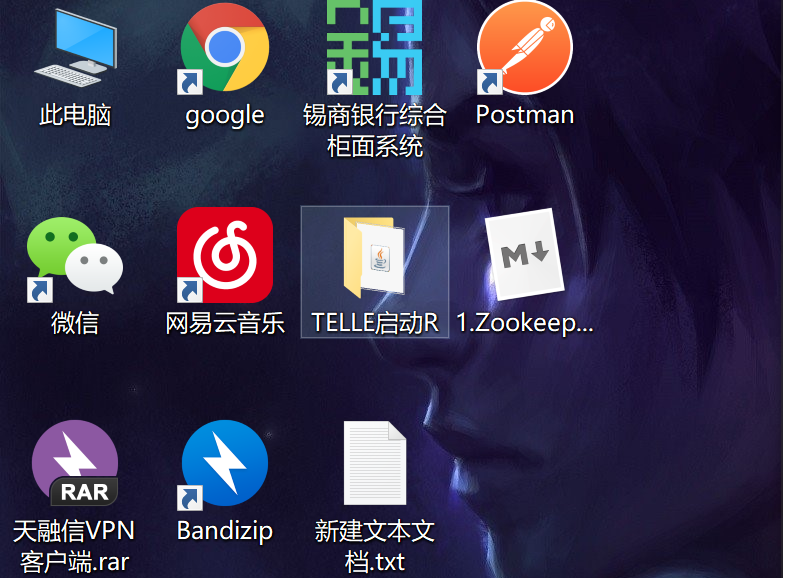 此电脑
google
锡商银行综合
柜面系统
Postman
微信
网易云音乐
TELLE启动R
M
1.Zookeep...
RAR
天融信VPN
客户端.rar
Bandizip
新建文本文
档.txt